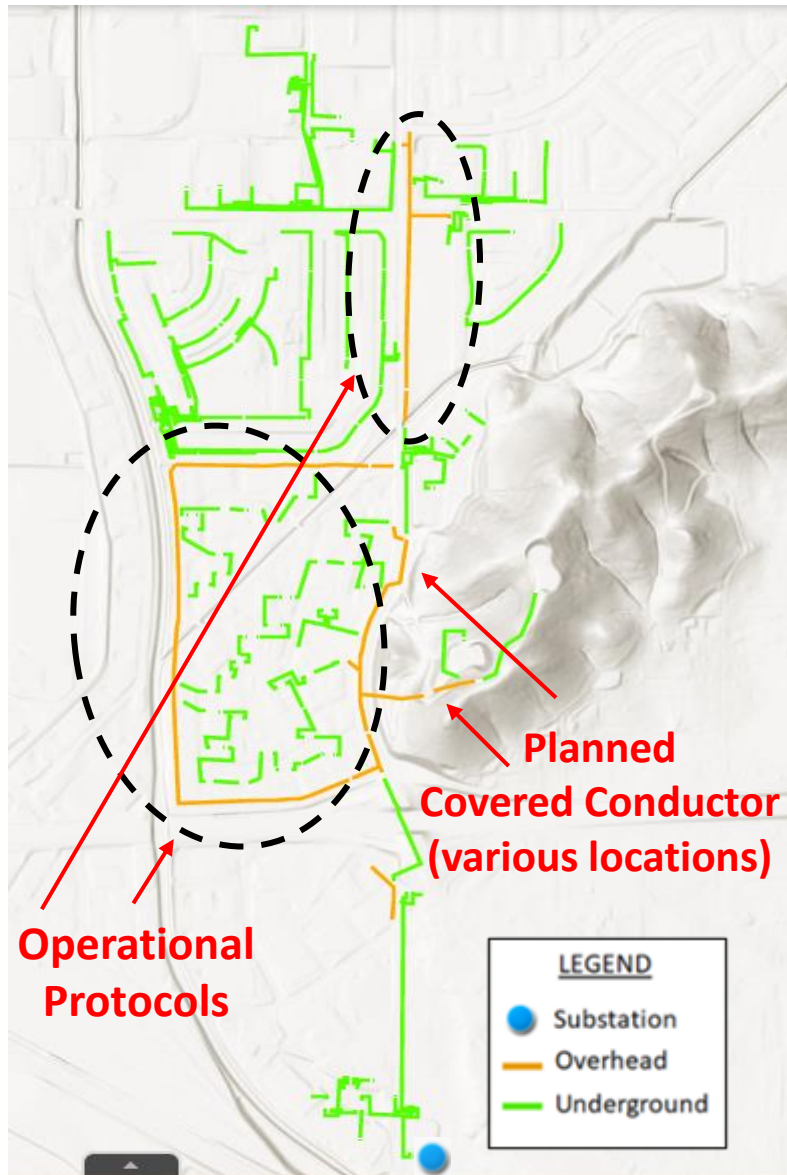 Planned
Covered Conductor
(various locations)
Operational
Protocols
LEGEND
Substation
Overhead
Underground